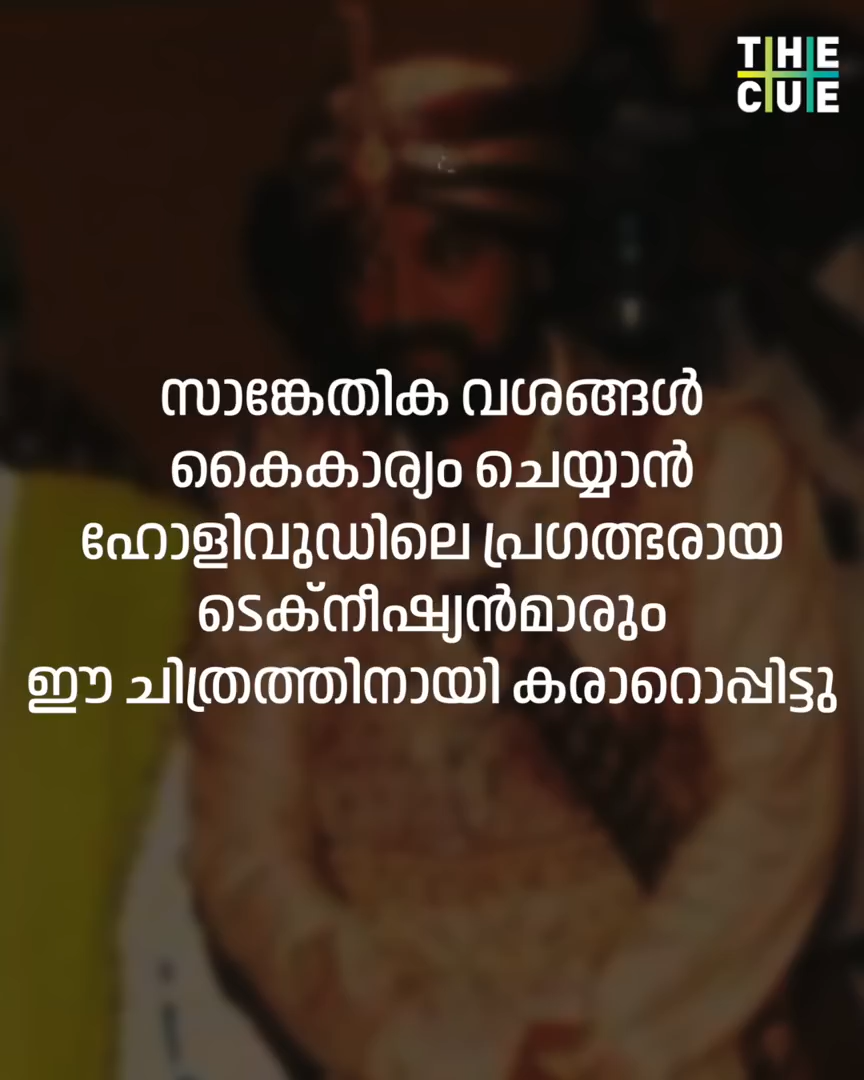 THE
CUE
സാങ്കേതിക വശങ്ങൾ
കൈകാര്യം ചെയ്യാൻ
ഹോളിവുഡിലെ പ്രഗത്ഭരായ
ടെക്നീഷ്യൻമാരും
ഈ ചിത്രത്തിനായി കരാറൊപ്പിട്ടു